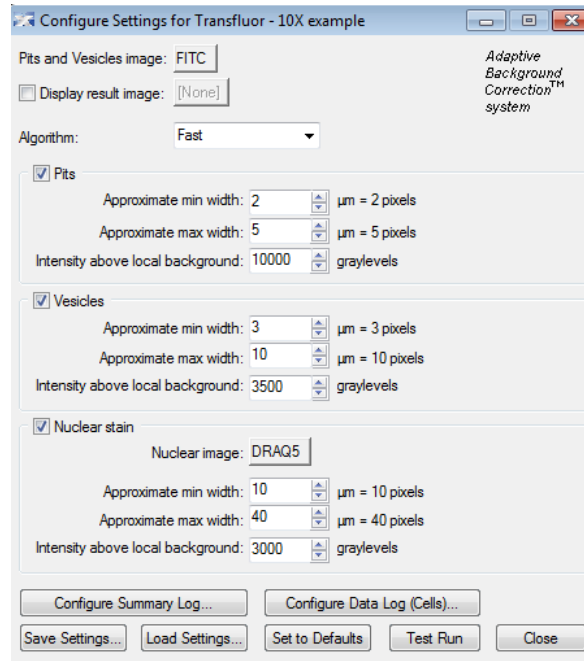 Configure Settings for Transfluor - 10X example
Pits and Vesicles image: FITC
Display result image: [None]
Adaptive
Background
Correction™
system
Algorithm: Fast
Pits
Approximate min width: 2 µm = 2 pixels
Approximate max width: 5 µm = 5 pixels
Intensity above local background: 10000 graylevels
Vesicles
Approximate min width: 3 µm = 3 pixels
Approximate max width: 10 µm = 10 pixels
Intensity above local background: 3500 graylevels
Nuclear stain
Nuclear image: DRAQ5
Approximate min width: 10 µm = 10 pixels
Approximate max width: 40 µm = 40 pixels
Intensity above local background: 3000 graylevels
Configure Summary Log... Configure Data Log (Cells)...
Save Settings... Load Settings... Set to Defaults Test Run Close